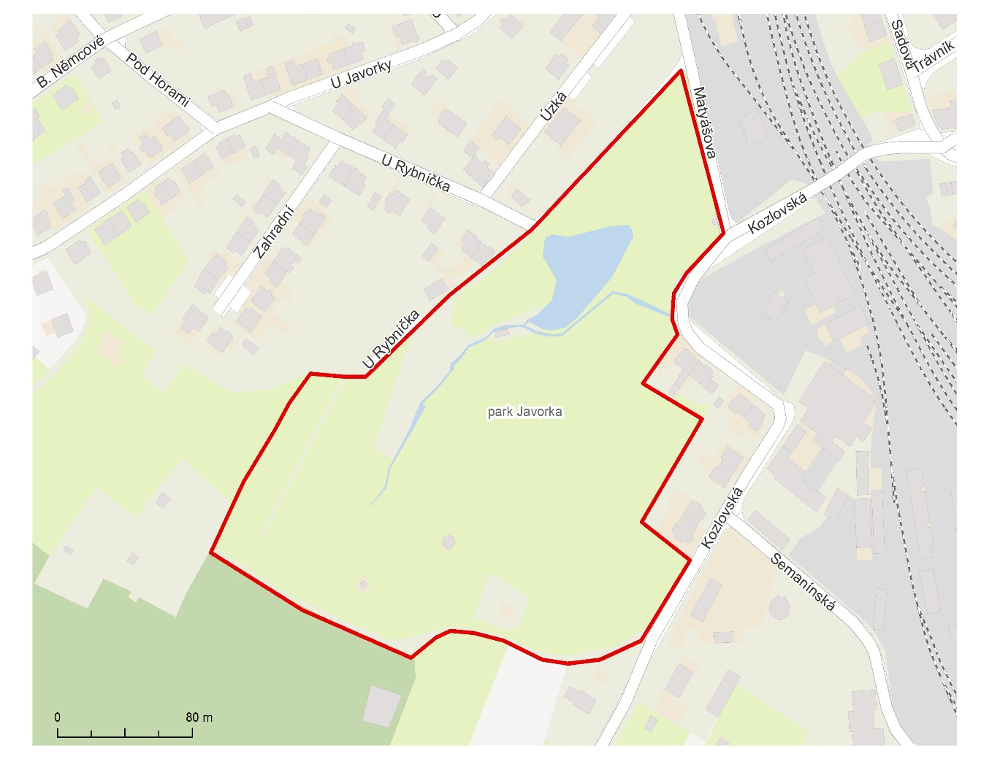 B. Němcové
Pod Horami
U Javorky
Úzká
Matyášova
Sadová
Trávník
U Rybníčka
Kozlovská
Zahradní
U Rybníčka
park Javorka
Kozlovská
Semanínská
0 80 m